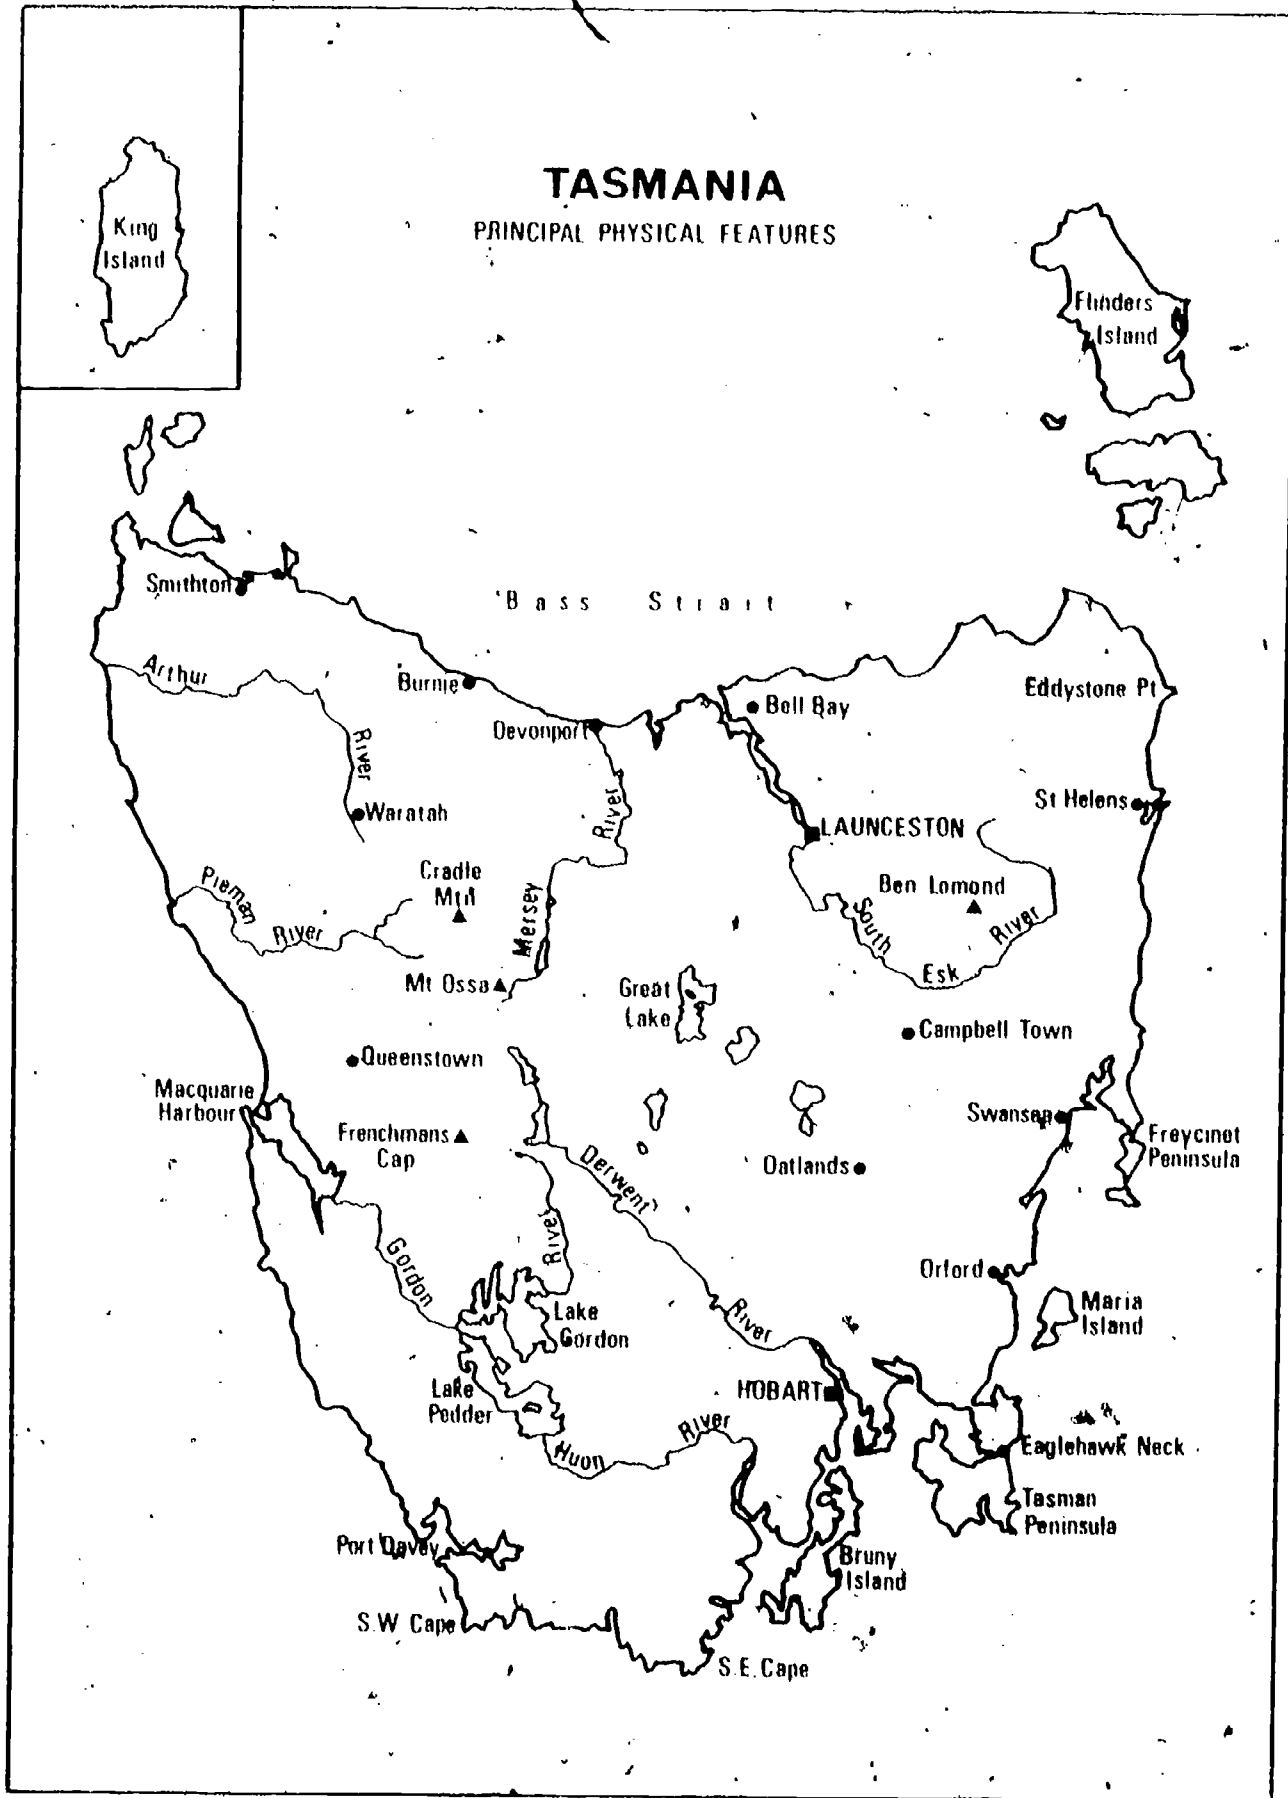 TASMANIA
PRINCIPAL PHYSICAL FEATURES
King
Island
Flinders
Island
Smithton
Bass Strait
Arthur
River
Burnie
Devonport
Bell Bay
Eddystone Pt
St Helens
Waratah
River
Mersey
LAUNCESTON
Cradle
Mtn
Ben Lomond
Pieman
River
South
Esk
River
Mt Ossa
Great
Lake
Campbell Town
Queenstown
Macquarie
Harbour
Swansea
Frenchmans
Cap
Freycinet
Peninsula
Oatlands
Derwent
River
Gordon
River
Orford
Maria
Island
Lake
Gordon
HOBART
Lake
Pedder
Huon
River
Eaglehawk Neck
Tasman
Peninsula
Port Davey
Bruny
Island
S.W Cape
S.E. Cape